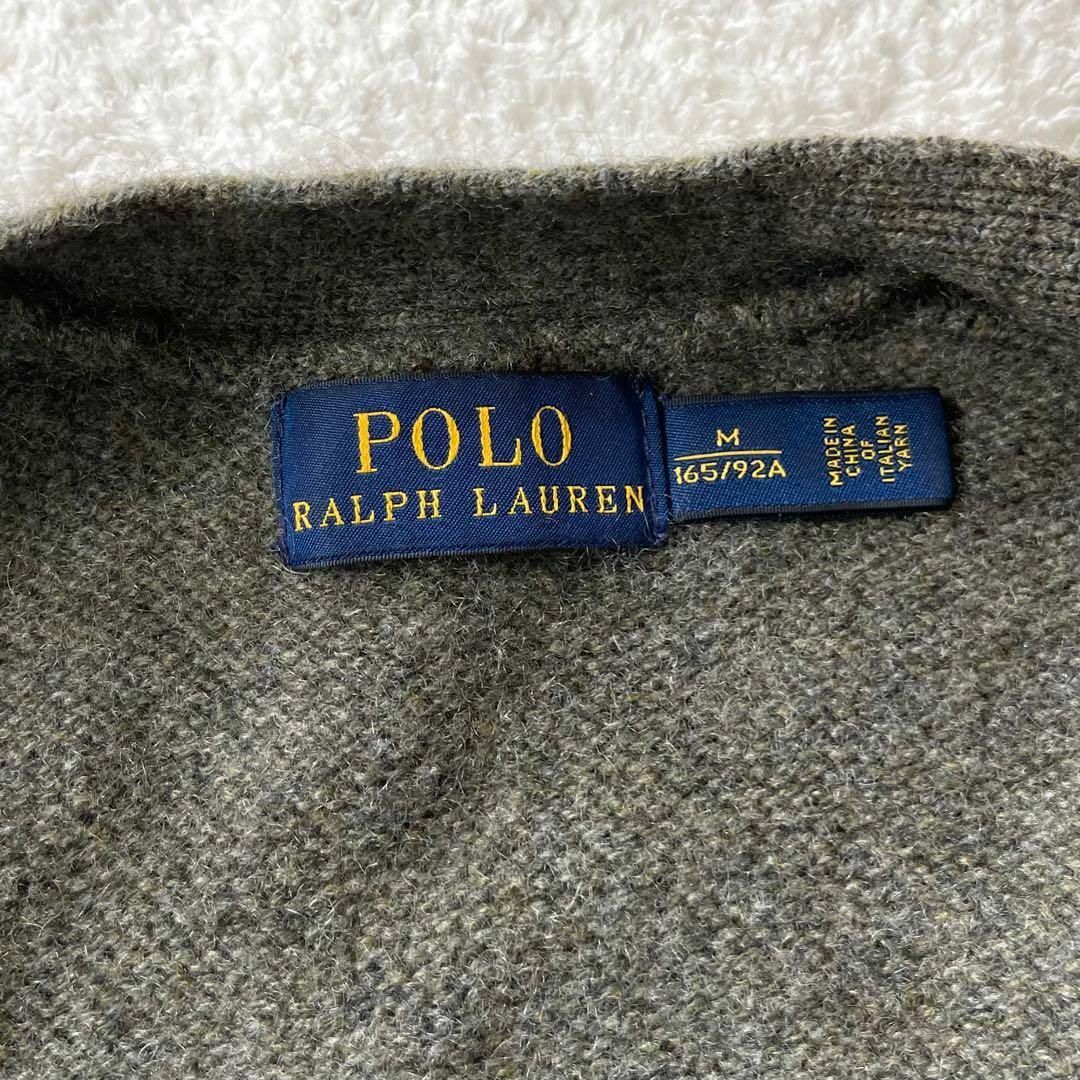 POLO
RALPH LAUREN
M
165/92A
MADE IN
CHINA
OF
ITALIAN
YARN